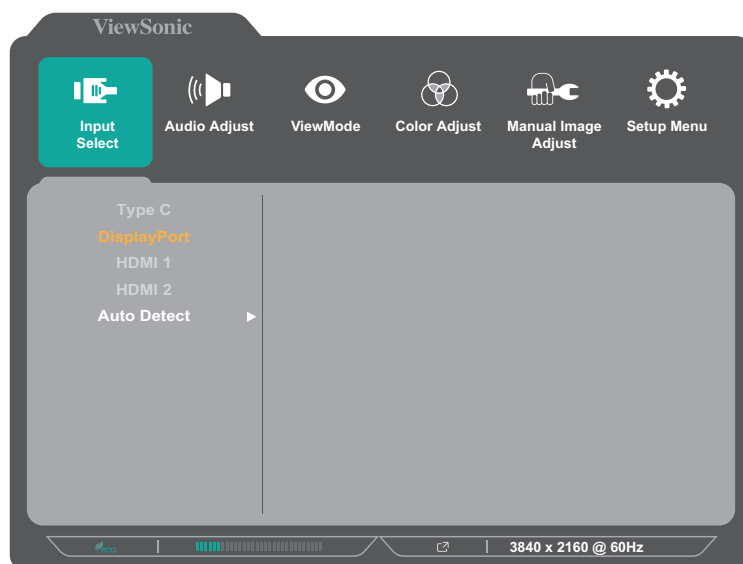 ViewSonic
Input
Select
Audio Adjust
ViewMode
Color Adjust
Manual Image
Adjust
Setup Menu
Type C
DisplayPort
HDMI 1
HDMI 2
Auto Detect
eco
3840 x 2160 @ 60Hz